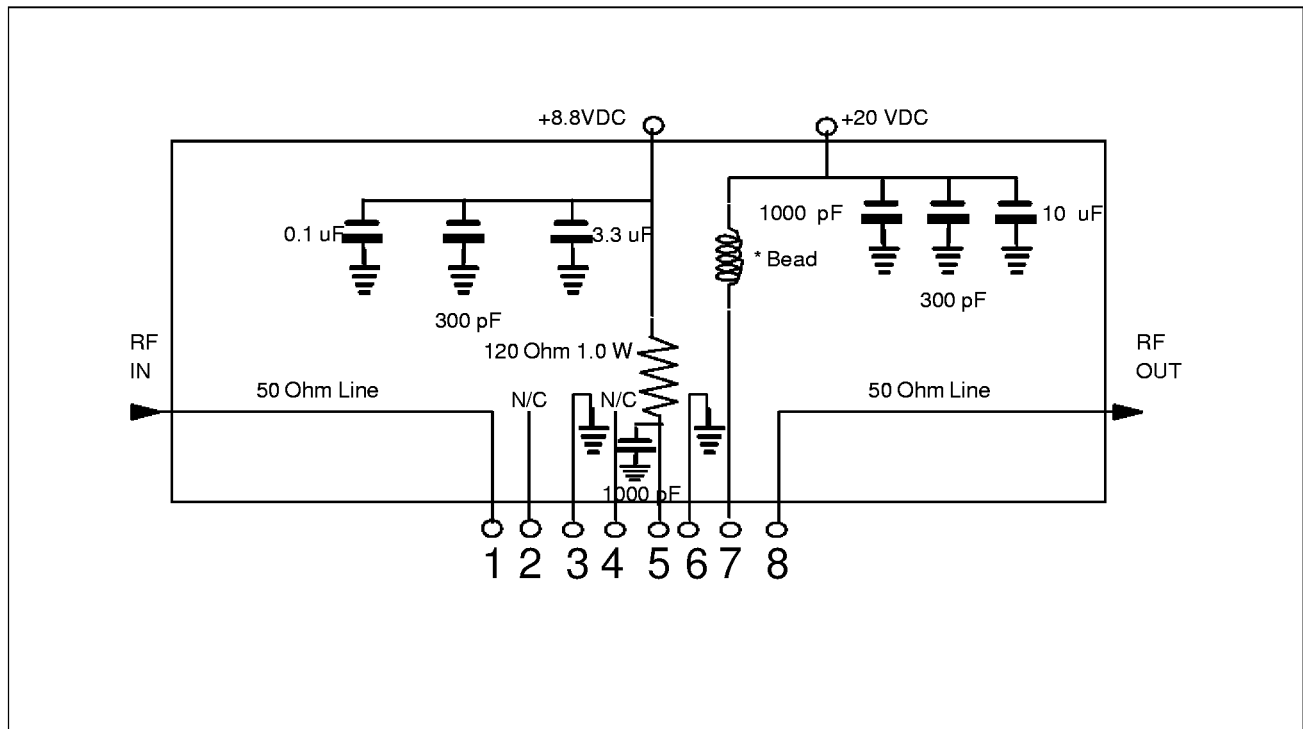 +8.8VDC
+20 VDC
0.1 uF
3.3 uF
1000 pF
10 uF
* Bead
300 pF
300 pF
RF
IN
120 Ohm 1.0 W
RF
OUT
50 Ohm Line
N/C
N/C
50 Ohm Line
1000 pF
1 2 3 4 5 6 7 8